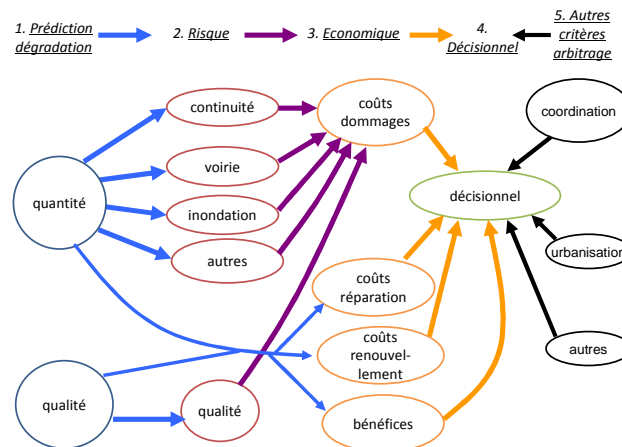 1. Prédiction
dégradation
2. Risque
3. Economique
4.
Décisionnel
5. Autres
critères
arbitrage
continuité
coûts
dommages
coordination
voirie
quantité
inondation
décisionnel
autres
urbanisation
coûts
réparation
coûts
renouvel-
lement
autres
qualité
qualité
bénéfices